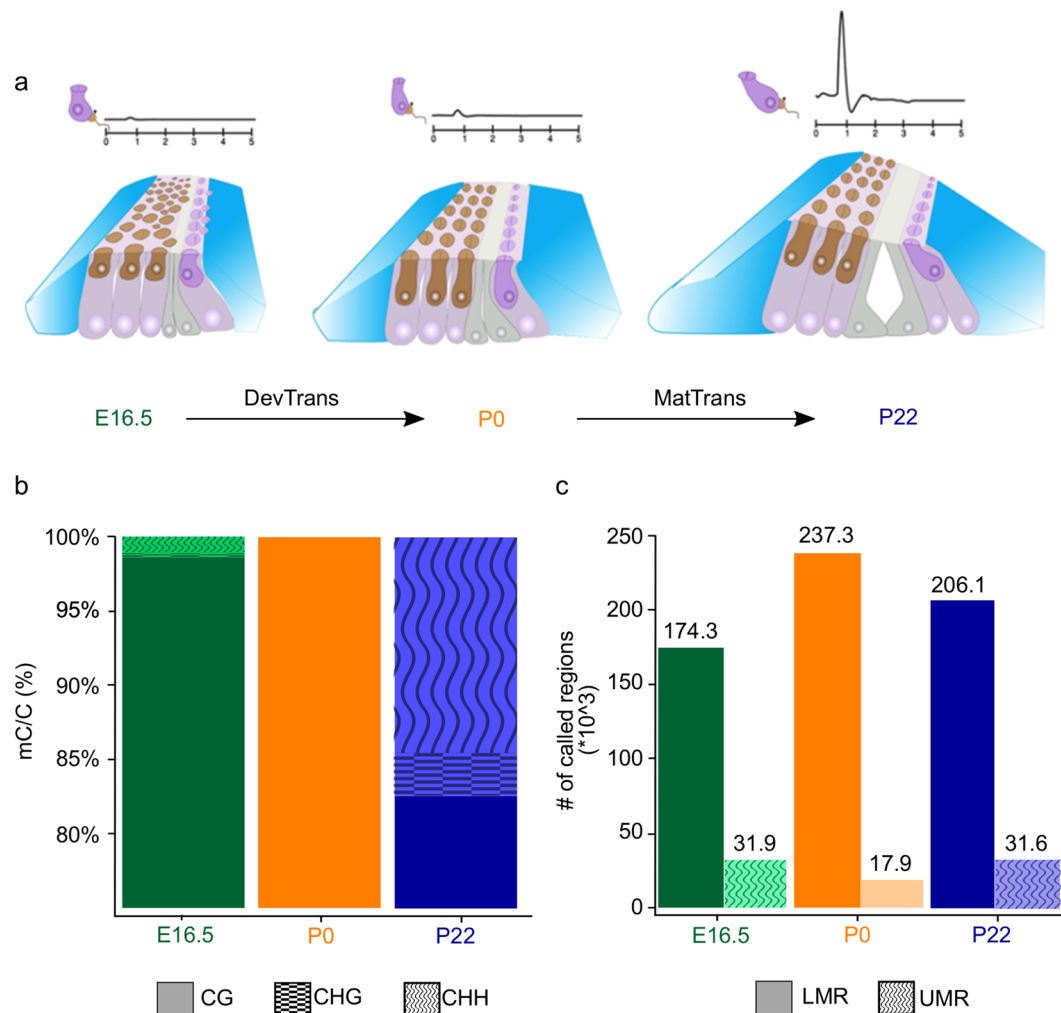 a
0 1 2 3 4 5
0 1 2 3 4 5
0 1 2 3 4 5
E16.5 DevTrans P0 MatTrans P22
b
mC/C (%)
100%
95%
90%
85%
80%
E16.5 P0 P22
CG CHG CHH
c
# of called regions
(*10^3)
250
200
150
100
50
0
174.3
31.9
237.3
17.9
206.1
31.6
E16.5 P0 P22
LMR UMR